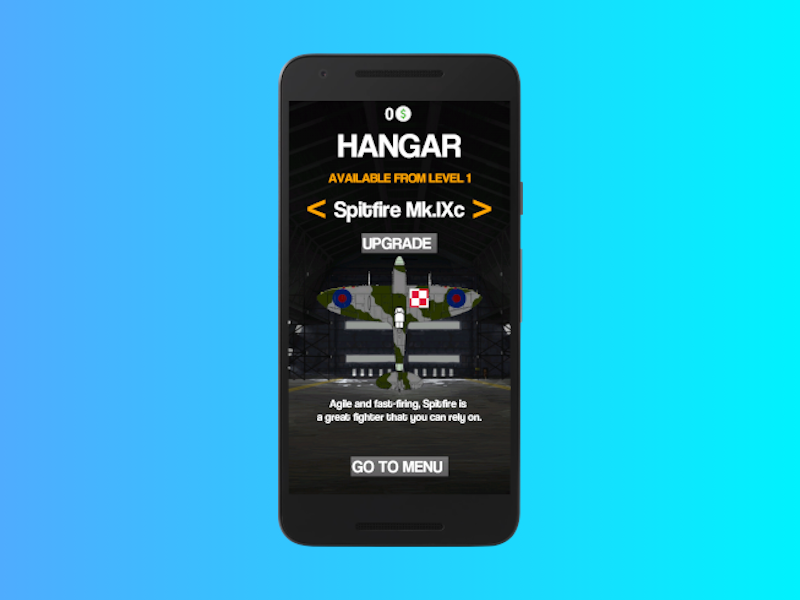 0 $
HANGAR
AVAILABLE FROM LEVEL 1
< Spitfire Mk.IXc >
UPGRADE
Agile and fast-firing, Spitfire is
a great fighter that you can rely on.
GO TO MENU